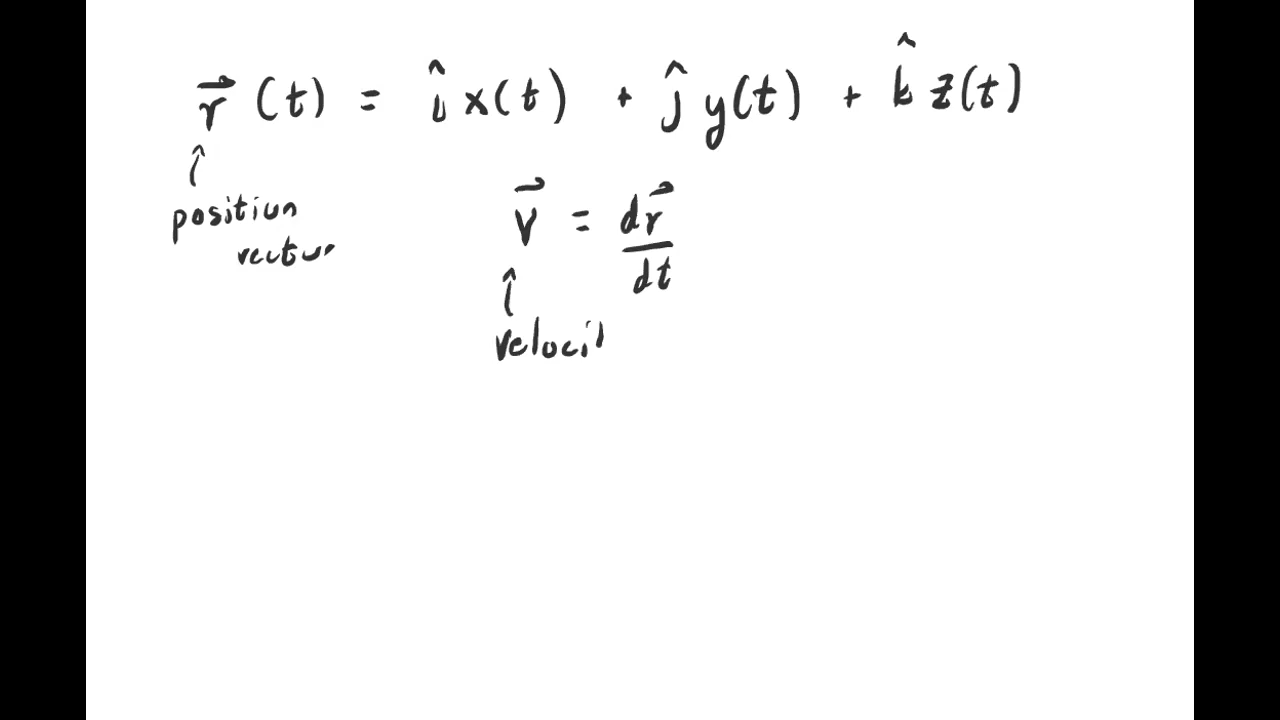 r⃗ (t) = î x(t) + ĵ y(t) + k̂ z(t)
↑
position
vector
v⃗ = dr⃗/dt
↑
velocit